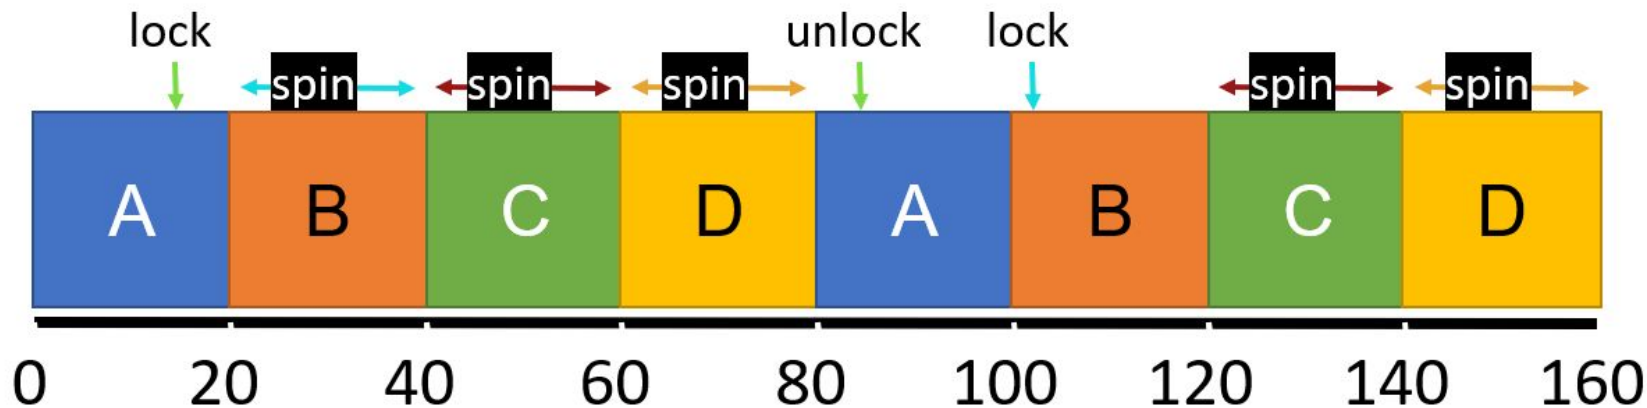 lock unlock lock
spin spin spin spin spin
A B C D A B C D
0 20 40 60 80 100 120 140 160